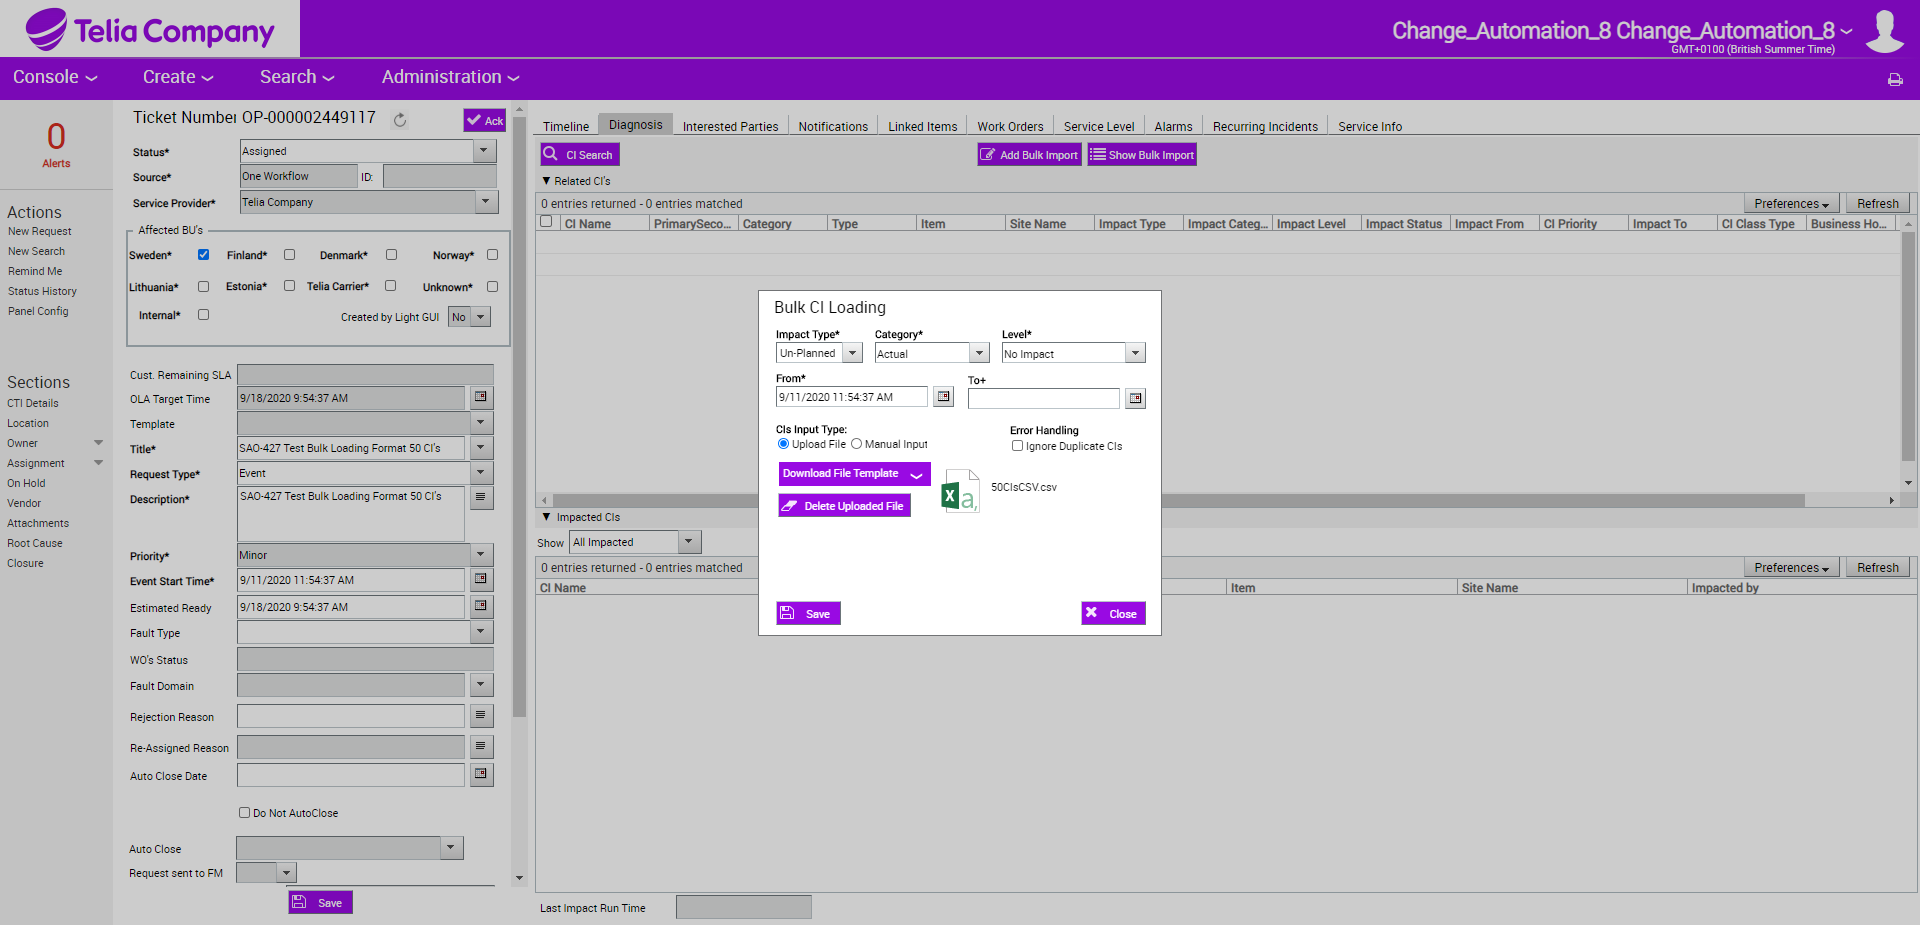 Telia Company
Change_Automation_8 Change_Automation_8
GMT+0100 (British Summer Time)
Console
Create
Search
Administration
0
Alerts
Actions
New Request
New Search
Remind Me
Status History
Panel Config
Sections
CTI Details
Location
Owner
Assignment
On Hold
Vendor
Attachments
Root Cause
Closure
Ticket Number OP-000002449117
Ack
Status*
Assigned
Source*
One Workflow
ID:
Service Provider*
Telia Company
Affected BU's
Sweden*
Finland*
Denmark*
Norway*
Lithuania*
Estonia*
Telia Carrier*
Unknown*
Internal*
Created by Light GUI
No
Cust. Remaining SLA
OLA Target Time
9/18/2020 9:54:37 AM
Template
Title*
SAO-427 Test Bulk Loading Format 50 CI's
Request Type*
Event
Description*
SAO-427 Test Bulk Loading Format 50 CI's
Priority*
Minor
Event Start Time*
9/11/2020 11:54:37 AM
Estimated Ready
9/18/2020 9:54:37 AM
Fault Type
WO's Status
Fault Domain
Rejection Reason
Re-Assigned Reason
Auto Close Date
Do Not AutoClose
Auto Close
Request sent to FM
Save
Timeline
Diagnosis
Interested Parties
Notifications
Linked Items
Work Orders
Service Level
Alarms
Recurring Incidents
Service Info
CI Search
Add Bulk Import
Show Bulk Import
Related CI's
0 entries returned - 0 entries matched
Preferences
Refresh
CI Name
PrimarySeco...
Category
Type
Item
Site Name
Impact Type
Impact Categ...
Impact Level
Impact Status
Impact From
CI Priority
Impact To
CI Class Type
Business Ho...
Bulk CI Loading
Impact Type*
Category*
Level*
Un-Planned
Actual
No Impact
From*
To+
9/11/2020 11:54:37 AM
CIs Input Type:
Error Handling
Upload File
Manual Input
Ignore Duplicate CIs
Download File Template
50CIsCSV.csv
Delete Uploaded File
Save
Close
Impacted CIs
Show
All Impacted
0 entries returned - 0 entries matched
Preferences
Refresh
CI Name
Item
Site Name
Impacted by
Last Impact Run Time